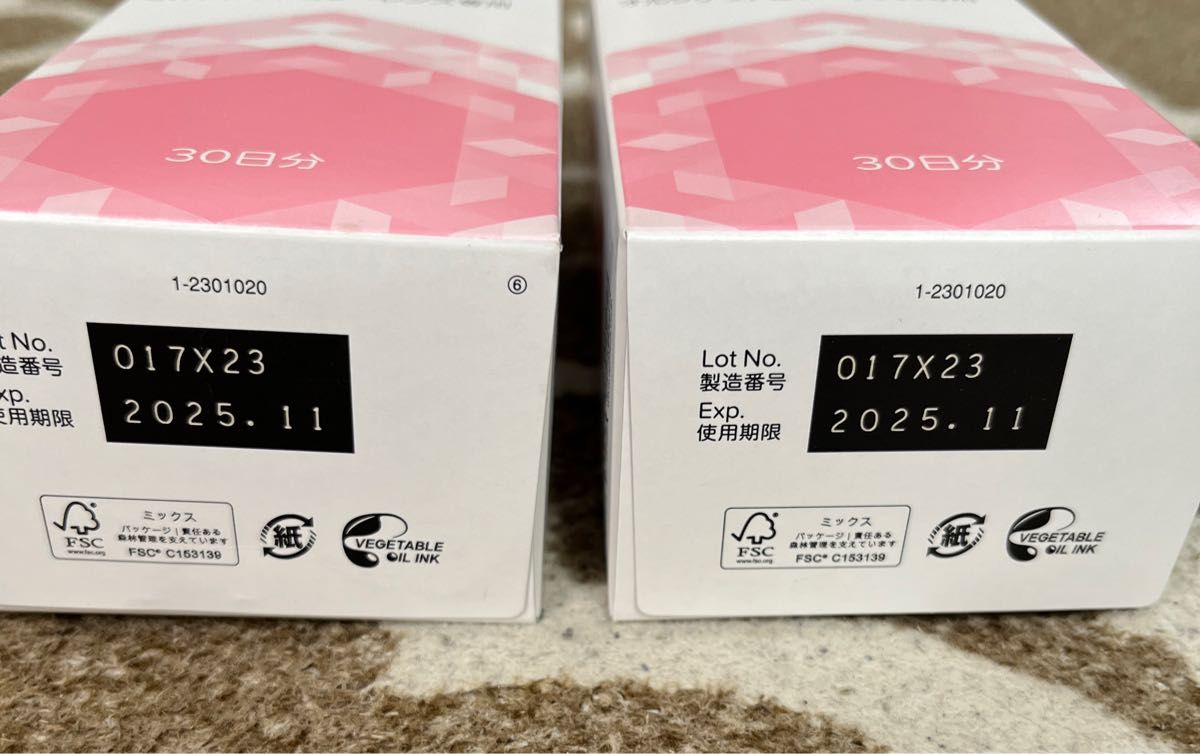 30日分
1-2301020
⑥
t No.
造番号
017X23
xp.
使用期限
2025.11
FSC
www.fsc.org
ミックス
パッケージ|責任ある
森林管理を支えています
FSC® C153139
紙
VEGETABLE
OIL INK
30日分
1-2301020
Lot No.
製造番号
017X23
Exp.
使用期限
2025.11
FSC
www.fsc.org
ミックス
パッケージ|責任ある
森林管理を支えています
FSC® C153139
紙
VEGETABLE
OIL INK